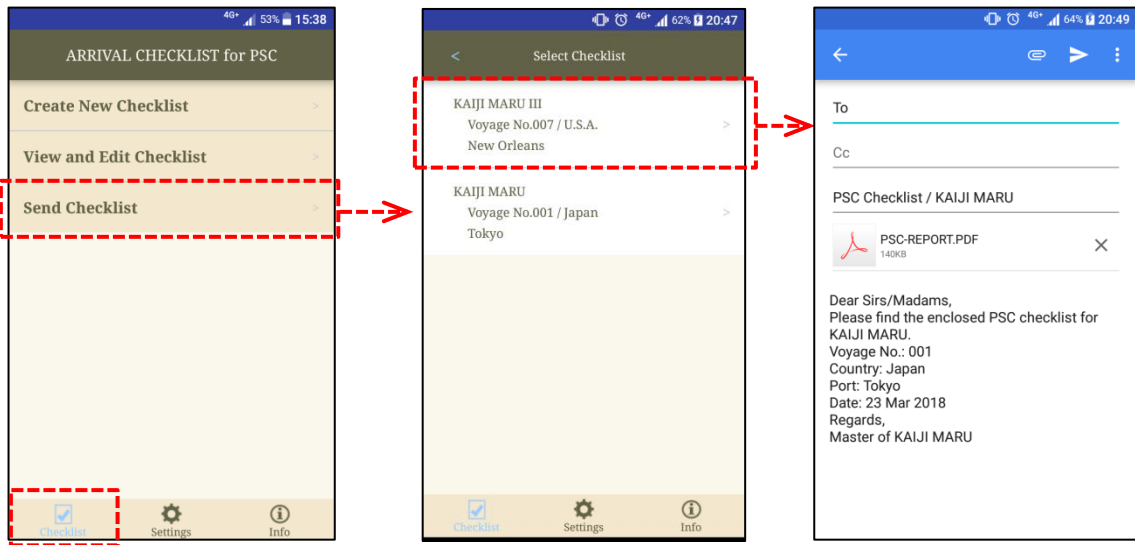 4G+ 53% 15:38
ARRIVAL CHECKLIST for PSC
Create New Checklist >
View and Edit Checklist >
Send Checklist >
Checklist Settings Info
4G+ 62% 20:47
< Select Checklist
KAIJI MARU III
Voyage No.007 / U.S.A. >
New Orleans
KAIJI MARU
Voyage No.001 / Japan >
Tokyo
Checklist Settings Info
4G+ 64% 20:49
To
Cc
PSC Checklist / KAIJI MARU
PSC-REPORT.PDF
140KB
Dear Sirs/Madams,
Please find the enclosed PSC checklist for
KAIJI MARU.
Voyage No.: 001
Country: Japan
Port: Tokyo
Date: 23 Mar 2018
Regards,
Master of KAIJI MARU